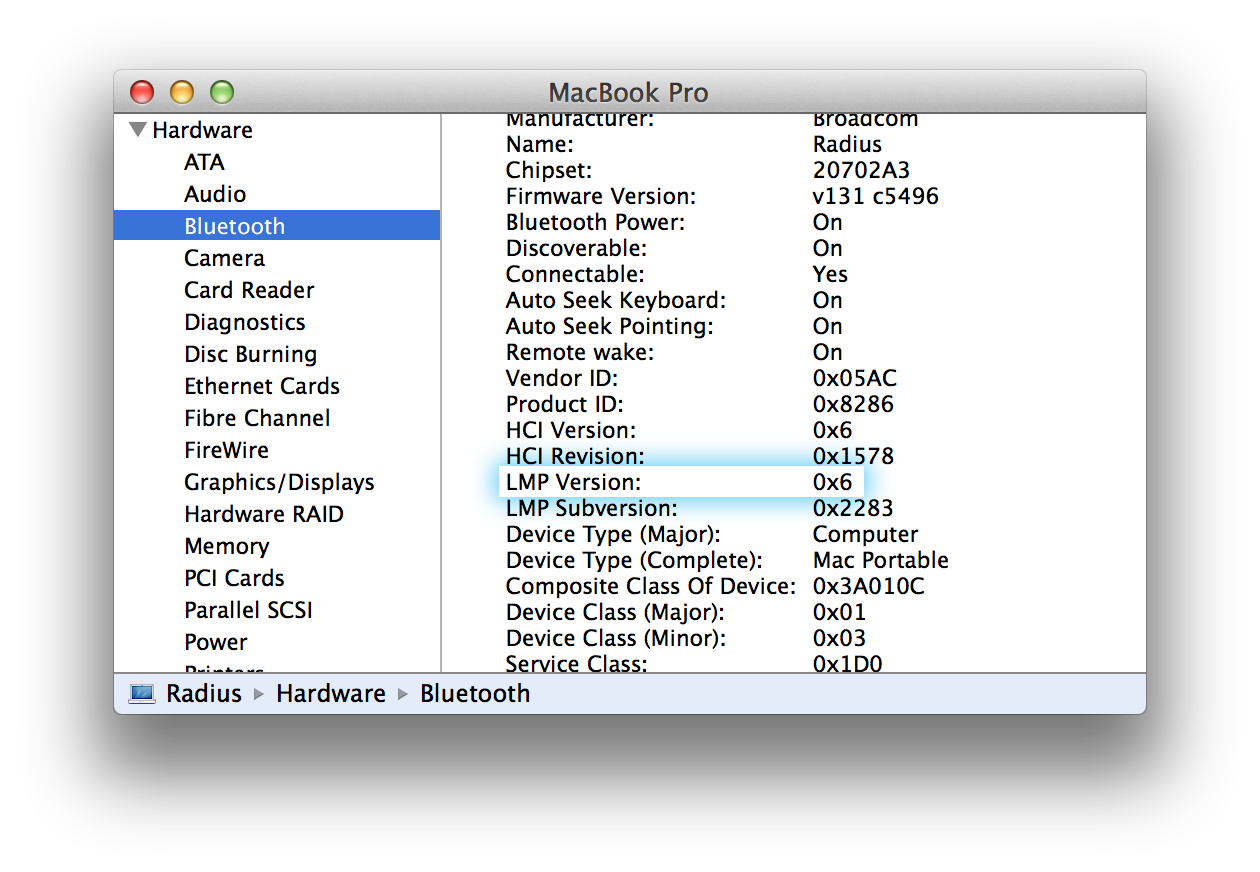 MacBook Pro
Hardware
ATA
Audio
Bluetooth
Camera
Card Reader
Diagnostics
Disc Burning
Ethernet Cards
Fibre Channel
FireWire
Graphics/Displays
Hardware RAID
Memory
PCI Cards
Parallel SCSI
Power
Printers
Manufacturer: Broadcom
Name: Radius
Chipset: 20702A3
Firmware Version: v131 c5496
Bluetooth Power: On
Discoverable: On
Connectable: Yes
Auto Seek Keyboard: On
Auto Seek Pointing: On
Remote wake: On
Vendor ID: 0x05AC
Product ID: 0x8286
HCI Version: 0x6
HCI Revision: 0x1578
LMP Version: 0x6
LMP Subversion: 0x2283
Device Type (Major): Computer
Device Type (Complete): Mac Portable
Composite Class Of Device: 0x3A010C
Device Class (Major): 0x01
Device Class (Minor): 0x03
Service Class: 0x1D0
Radius ▸ Hardware ▸ Bluetooth